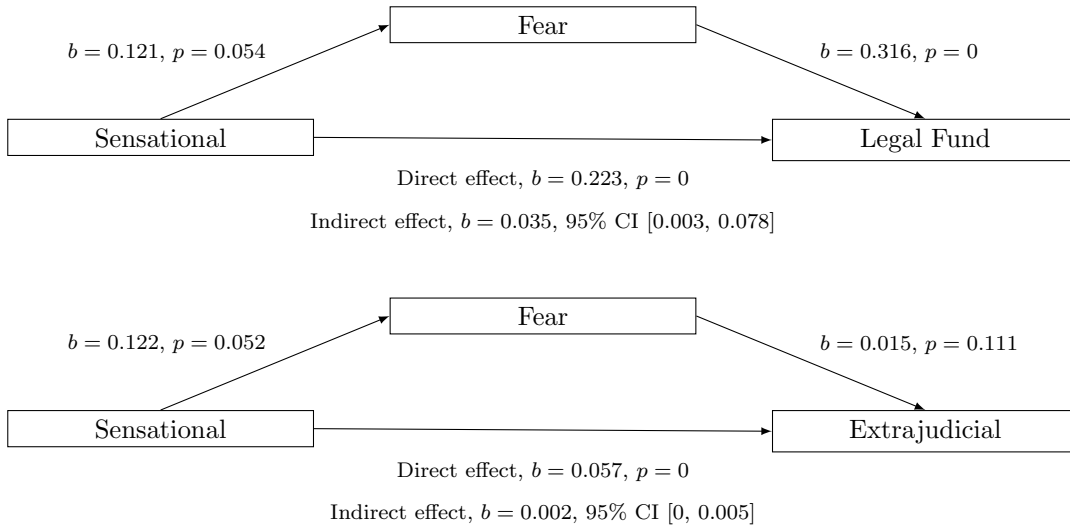 Fear
b = 0.121, p = 0.054
b = 0.316, p = 0
Sensational
Legal Fund
Direct effect, b = 0.223, p = 0
Indirect effect, b = 0.035, 95% CI [0.003, 0.078]
Fear
b = 0.122, p = 0.052
b = 0.015, p = 0.111
Sensational
Extrajudicial
Direct effect, b = 0.057, p = 0
Indirect effect, b = 0.002, 95% CI [0, 0.005]